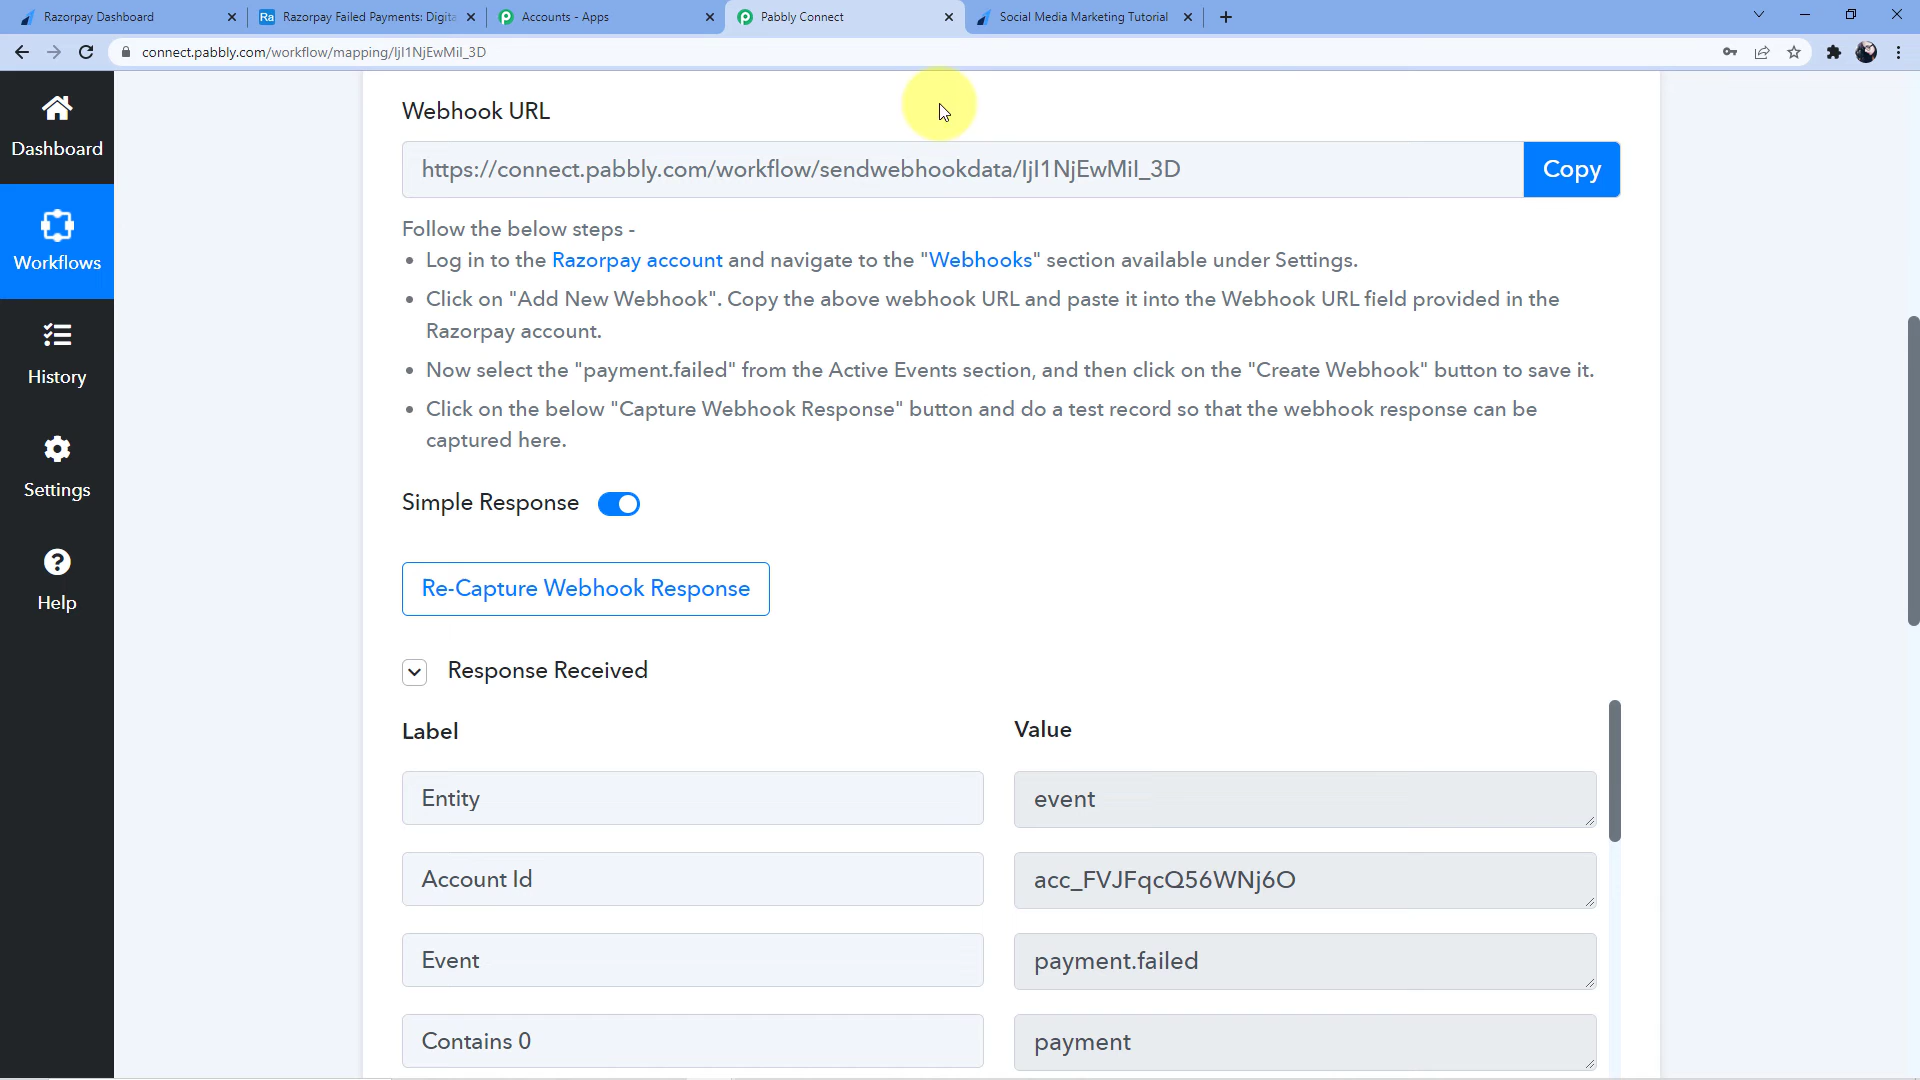 Razorpay Dashboard
Ra Razorpay Failed Payments: Digita
Accounts - Apps
Pabbly Connect
Social Media Marketing Tutorial
connect.pabbly.com/workflow/mapping/IjI1NjEwMiI_3D
Dashboard
Workflows
History
Settings
Help
Webhook URL
https://connect.pabbly.com/workflow/sendwebhookdata/IjI1NjEwMiI_3D
Copy
Follow the below steps -
• Log in to the Razorpay account and navigate to the "Webhooks" section available under Settings.
• Click on "Add New Webhook". Copy the above webhook URL and paste it into the Webhook URL field provided in the
Razorpay account.
• Now select the "payment.failed" from the Active Events section, and then click on the "Create Webhook" button to save it.
• Click on the below "Capture Webhook Response" button and do a test record so that the webhook response can be
captured here.
Simple Response
Re-Capture Webhook Response
Response Received
Label Value
Entity event
Account Id acc_FVJFqcQ56WNj6O
Event payment.failed
Contains 0 payment